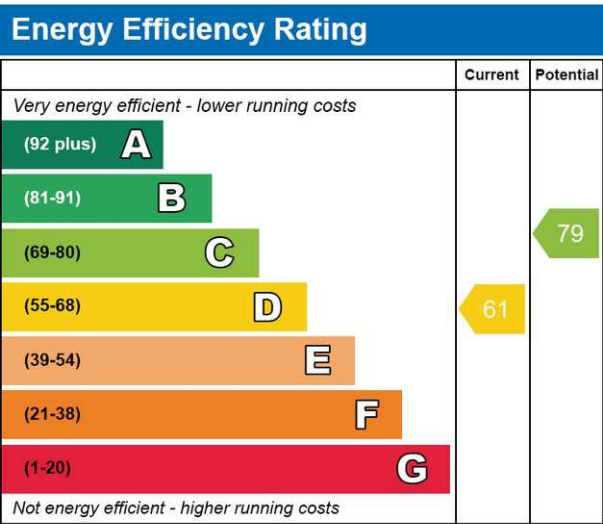 Energy Efficiency Rating
Current Potential
Very energy efficient - lower running costs
(92 plus) A
(81-91) B
(69-80) C
79
(55-68) D
61
(39-54) E
(21-38) F
(1-20) G
Not energy efficient - higher running costs